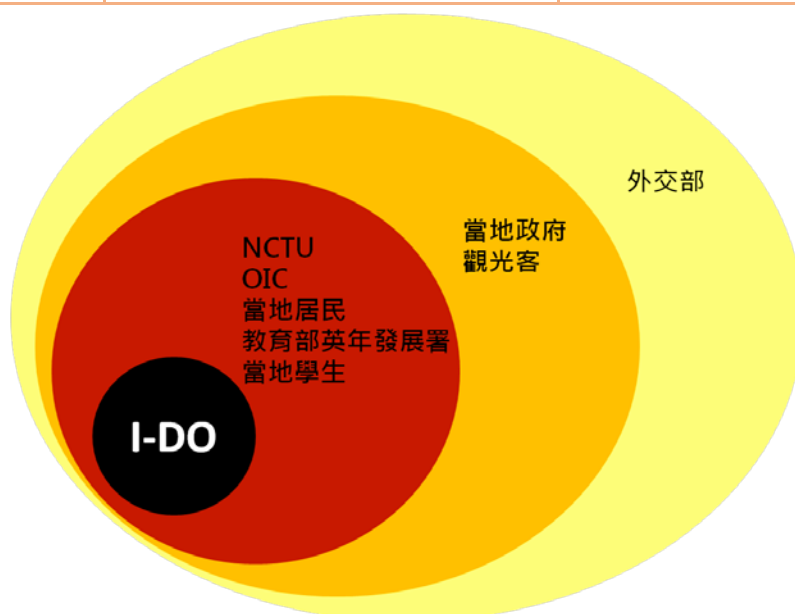 外交部
當地政府
觀光客
NCTU
OIC
當地居民
教育部英年發展署
當地學生
I-DO